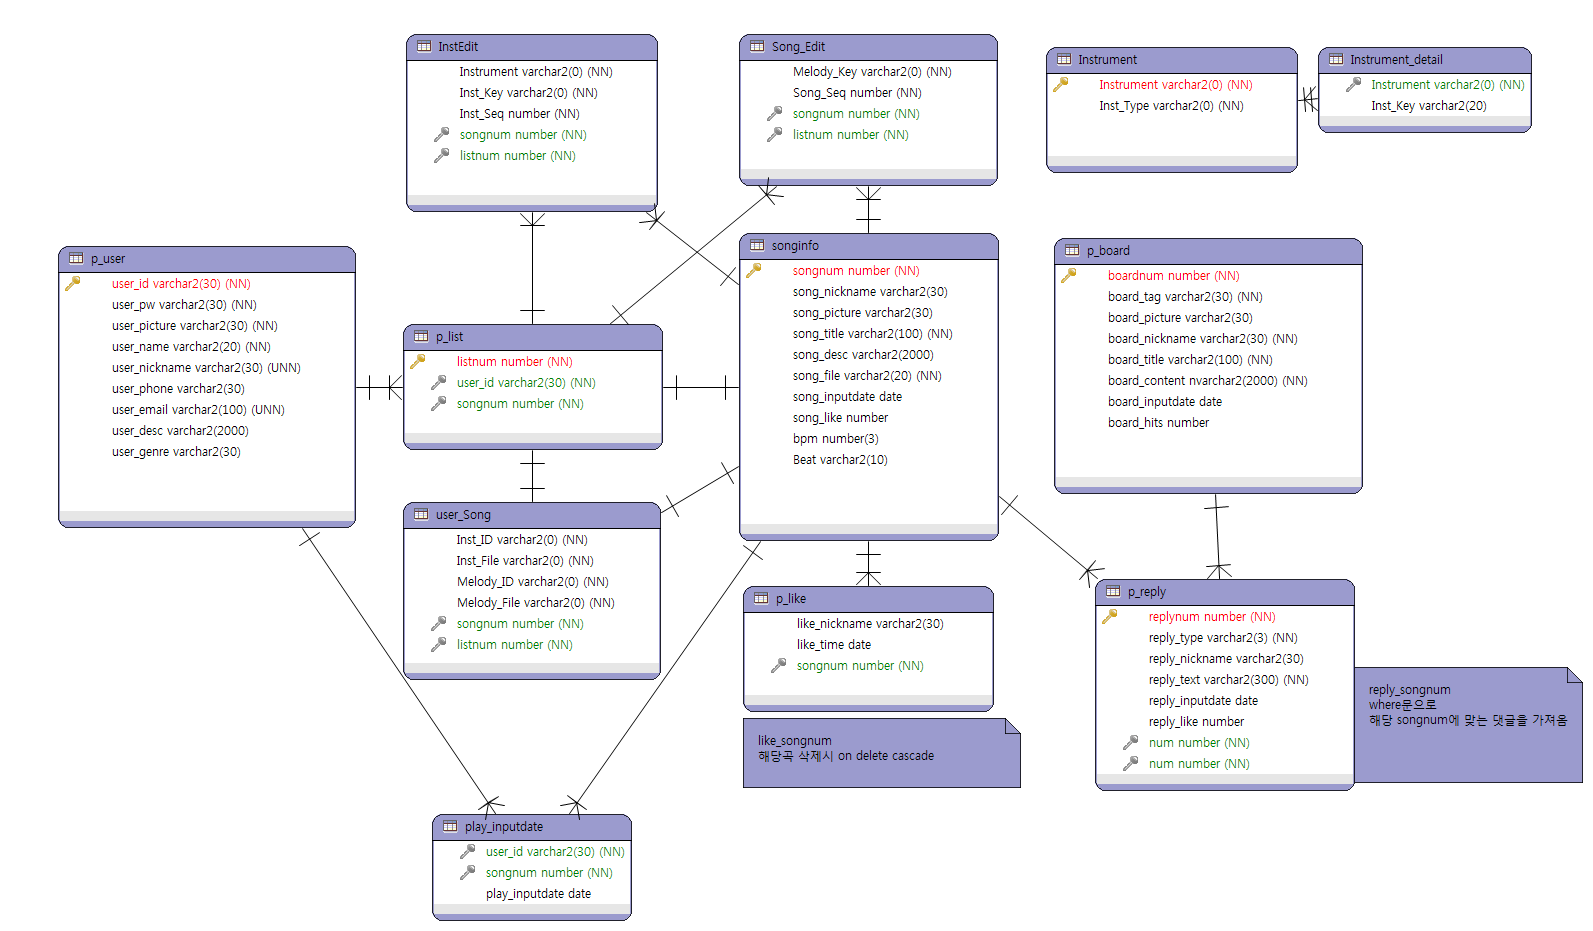 InstEdit
Instrument varchar2(0) (NN)
Inst_Key varchar2(0) (NN)
Inst_Seq number (NN)
songnum number (NN)
listnum number (NN)
Song_Edit
Melody_Key varchar2(0) (NN)
Song_Seq number (NN)
songnum number (NN)
listnum number (NN)
Instrument
Instrument varchar2(0) (NN)
Inst_Type varchar2(0) (NN)
Instrument_detail
Instrument varchar2(0) (NN)
Inst_Key varchar2(20)
p_user
user_id varchar2(30) (NN)
user_pw varchar2(30) (NN)
user_picture varchar2(30) (NN)
user_name varchar2(20) (NN)
user_nickname varchar2(30) (UNN)
user_phone varchar2(30)
user_email varchar2(100) (UNN)
user_desc varchar2(2000)
user_genre varchar2(30)
p_list
listnum number (NN)
user_id varchar2(30) (NN)
songnum number (NN)
songinfo
songnum number (NN)
song_nickname varchar2(30)
song_picture varchar2(30)
song_title varchar2(100) (NN)
song_desc varchar2(2000)
song_file varchar2(20) (NN)
song_inputdate date
song_like number
bpm number(3)
Beat varchar2(10)
p_board
boardnum number (NN)
board_tag varchar2(30) (NN)
board_picture varchar2(30)
board_nickname varchar2(30) (NN)
board_title varchar2(100) (NN)
board_content nvarchar2(2000) (NN)
board_inputdate date
board_hits number
user_Song
Inst_ID varchar2(0) (NN)
Inst_File varchar2(0) (NN)
Melody_ID varchar2(0) (NN)
Melody_File varchar2(0) (NN)
songnum number (NN)
listnum number (NN)
p_like
like_nickname varchar2(30)
like_time date
songnum number (NN)
like_songnum
해당곡 삭제시 on delete cascade
p_reply
replynum number (NN)
reply_type varchar2(3) (NN)
reply_nickname varchar2(30)
reply_text varchar2(300) (NN)
reply_inputdate date
reply_like number
num number (NN)
num number (NN)
reply_songnum
where문으로
해당 songnum에 맞는 댓글을 가져옴
play_inputdate
user_id varchar2(30) (NN)
songnum number (NN)
play_inputdate date